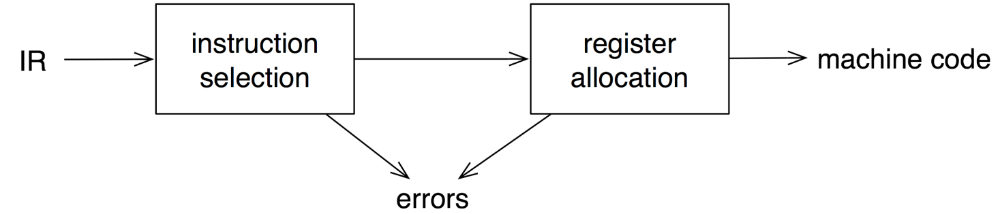 IR
instruction
selection
register
allocation
machine code
errors